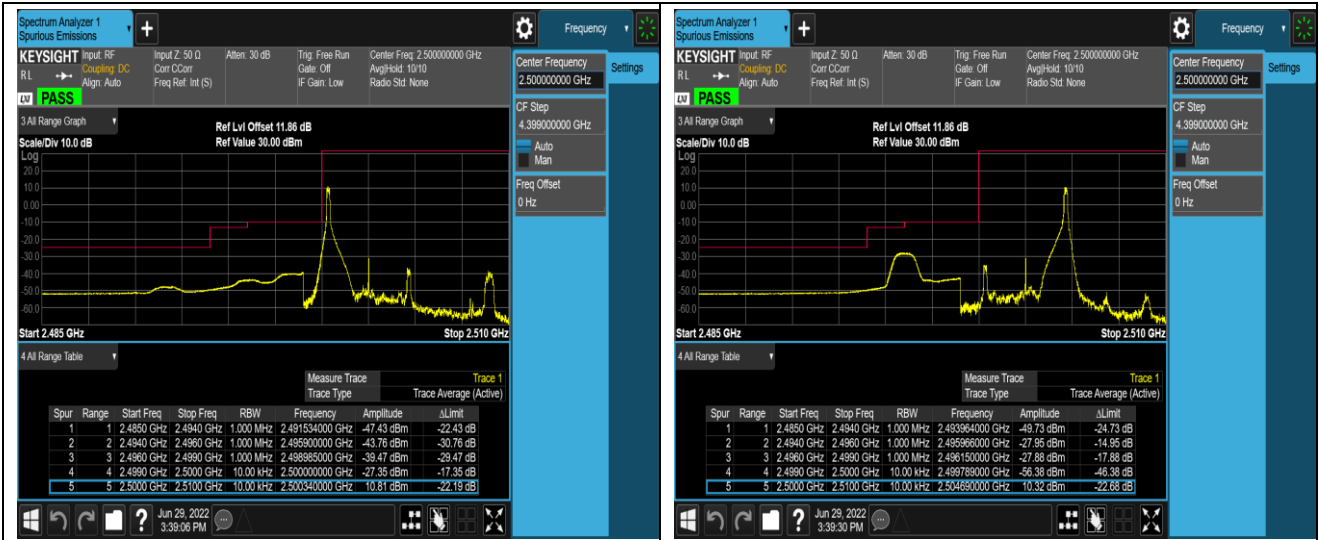 Spectrum Analyzer 1
Spurious Emissions
+
Frequency
KEYSIGHT Input: RF Input Z: 50 Ω Atten: 30 dB Trig: Free Run Center Freq: 2.500000000 GHz
RL Coupling: DC Corr CCorr Gate: Off Avg|Hold: 10/10
Align: Auto Freq Ref: Int (S) IF Gain: Low Radio Std: None
LXI PASS
Center Frequency
2.500000000 GHz
Settings
CF Step
4.399000000 GHz
Auto
Man
Freq Offset
0 Hz
3 All Range Graph
Ref Lvl Offset 11.86 dB
Scale/Div 10.0 dB Ref Value 30.00 dBm
Log
20.0
10.0
0.00
-10.0
-20.0
-30.0
-40.0
-50.0
-60.0
Start 2.485 GHz Stop 2.510 GHz
4 All Range Table
Measure Trace Trace 1
Trace Type Trace Average (Active)
Spur Range Start Freq Stop Freq RBW Frequency Amplitude ΔLimit
1 1 2.4850 GHz 2.4940 GHz 1.000 MHz 2.491534000 GHz -47.43 dBm -22.43 dB
2 2 2.4940 GHz 2.4960 GHz 1.000 MHz 2.495900000 GHz -43.76 dBm -30.76 dB
3 3 2.4960 GHz 2.4990 GHz 1.000 MHz 2.498985000 GHz -39.47 dBm -29.47 dB
4 4 2.4990 GHz 2.5000 GHz 10.00 kHz 2.500000000 GHz -27.35 dBm -17.35 dB
5 5 2.5000 GHz 2.5100 GHz 10.00 kHz 2.500340000 GHz 10.81 dBm -22.19 dB
?
Jun 29, 2022
3:39:06 PM
Spectrum Analyzer 1
Spurious Emissions
+
Frequency
KEYSIGHT Input: RF Input Z: 50 Ω Atten: 30 dB Trig: Free Run Center Freq: 2.500000000 GHz
RL Coupling: DC Corr CCorr Gate: Off Avg|Hold: 10/10
Align: Auto Freq Ref: Int (S) IF Gain: Low Radio Std: None
LXI PASS
Center Frequency
2.500000000 GHz
Settings
CF Step
4.399000000 GHz
Auto
Man
Freq Offset
0 Hz
3 All Range Graph
Ref Lvl Offset 11.86 dB
Scale/Div 10.0 dB Ref Value 30.00 dBm
Log
20.0
10.0
0.00
-10.0
-20.0
-30.0
-40.0
-50.0
-60.0
Start 2.485 GHz Stop 2.510 GHz
4 All Range Table
Measure Trace Trace 1
Trace Type Trace Average (Active)
Spur Range Start Freq Stop Freq RBW Frequency Amplitude ΔLimit
1 1 2.4850 GHz 2.4940 GHz 1.000 MHz 2.493964000 GHz -49.73 dBm -24.73 dB
2 2 2.4940 GHz 2.4960 GHz 1.000 MHz 2.495966000 GHz -27.95 dBm -14.95 dB
3 3 2.4960 GHz 2.4990 GHz 1.000 MHz 2.496150000 GHz -27.88 dBm -17.88 dB
4 4 2.4990 GHz 2.5000 GHz 10.00 kHz 2.499789000 GHz -56.38 dBm -46.38 dB
5 5 2.5000 GHz 2.5100 GHz 10.00 kHz 2.504690000 GHz 10.32 dBm -22.68 dB
?
Jun 29, 2022
3:39:30 PM